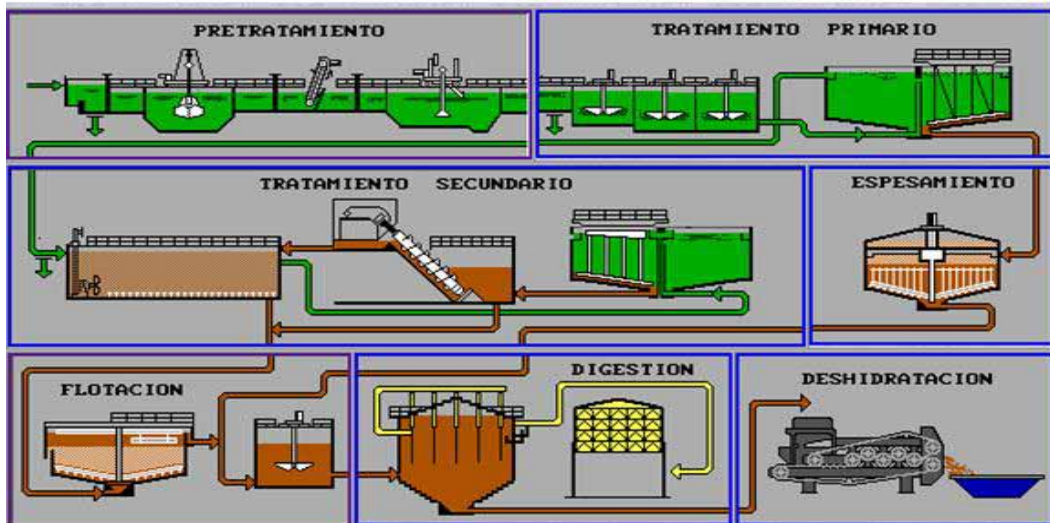 PRETRATAMIENTO
TRATAMIENTO PRIMARIO
TRATAMIENTO SECUNDARIO
ESPESAMIENTO
FLOTACION
DIGESTION
DESHIDRATACION